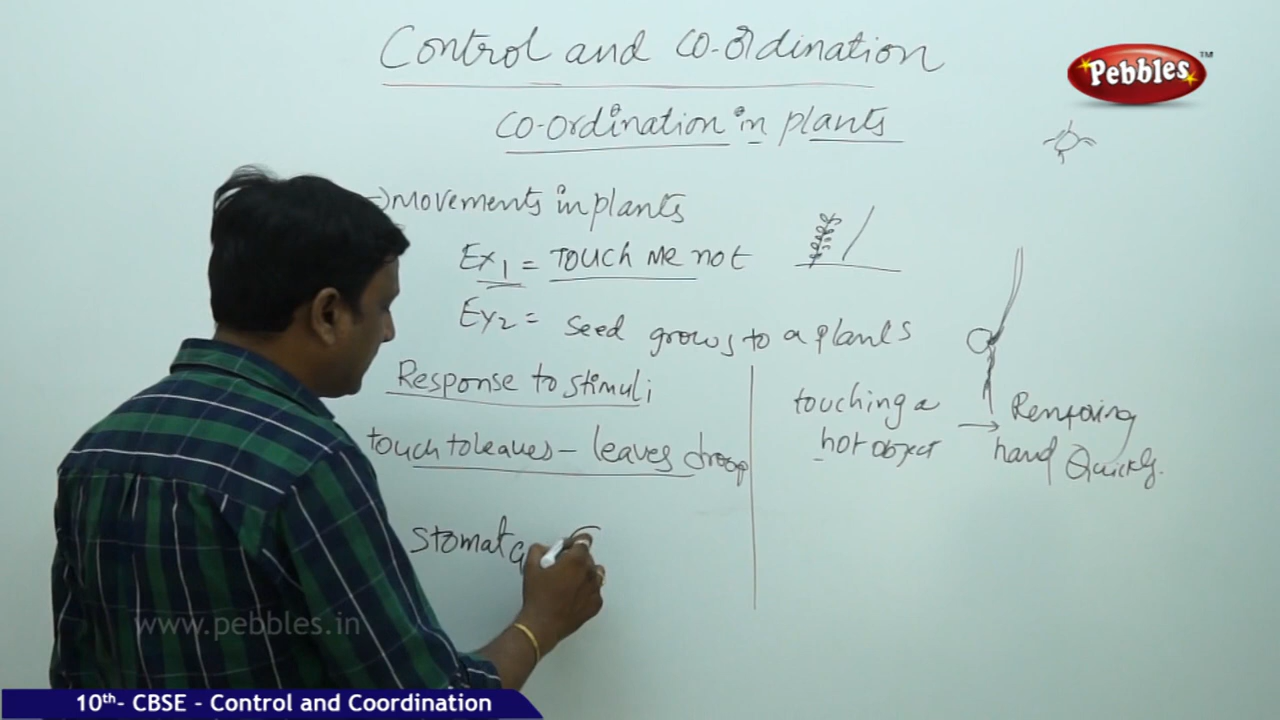 Control and co-ordination
Pebbles™
co-ordination in plants
→ Movements in plants
Ex1 = Touch Me not
Ex2 = seed grows to a plants
Response to stimuli
touching a hot object → Removing hand Quickly.
touch to leaves – leaves droop
stomata
www.pebbles.in
10th- CBSE - Control and Coordination